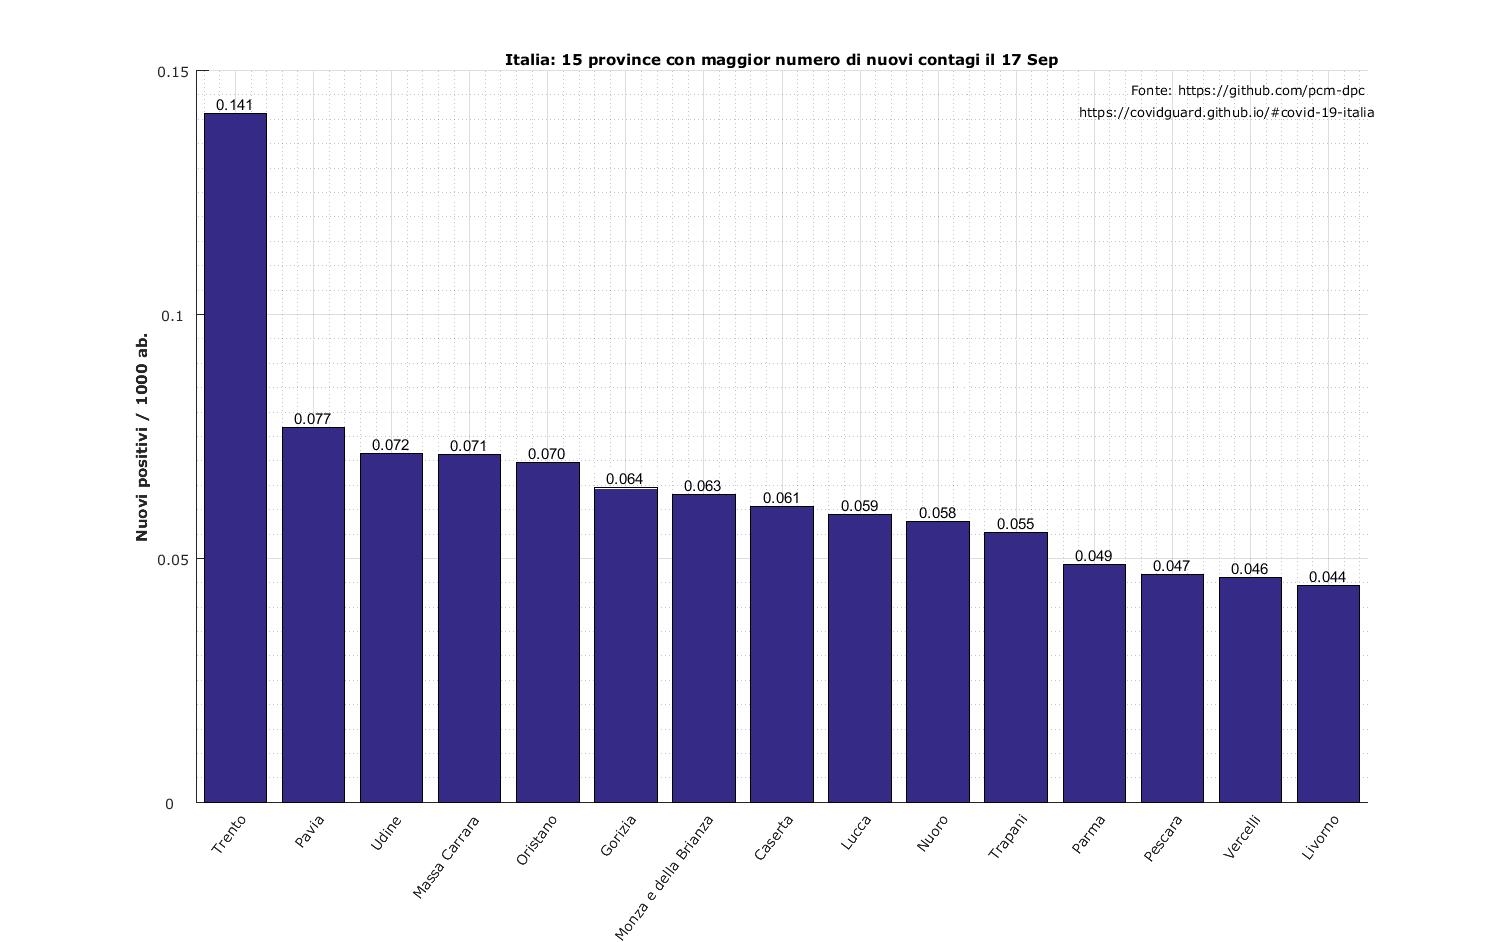 Italia: 15 province con maggior numero di nuovi contagi il 17 Sep
Fonte: https://github.com/pcm-dpc
https://covidguard.github.io/#covid-19-italia
Nuovi positivi / 1000 ab.
0.15
0.1
0.05
0
0.141
0.077
0.072
0.071
0.070
0.064
0.063
0.061
0.059
0.058
0.055
0.049
0.047
0.046
0.044
Trento
Pavia
Udine
Massa Carrara
Oristano
Gorizia
Monza e della Brianza
Caserta
Lucca
Nuoro
Trapani
Parma
Pescara
Vercelli
Livorno